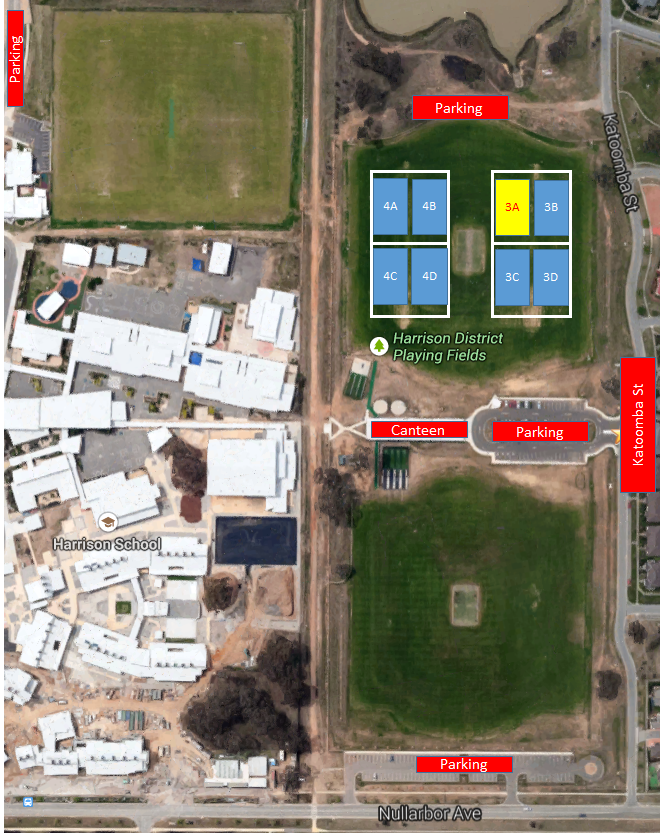 Parking
Parking
Katoomba St
4A 4B 3A 3B
4C 4D 3C 3D
Harrison District
Playing Fields
Katoomba St
Canteen
Parking
Harrison School
Parking
Nullarbor Ave